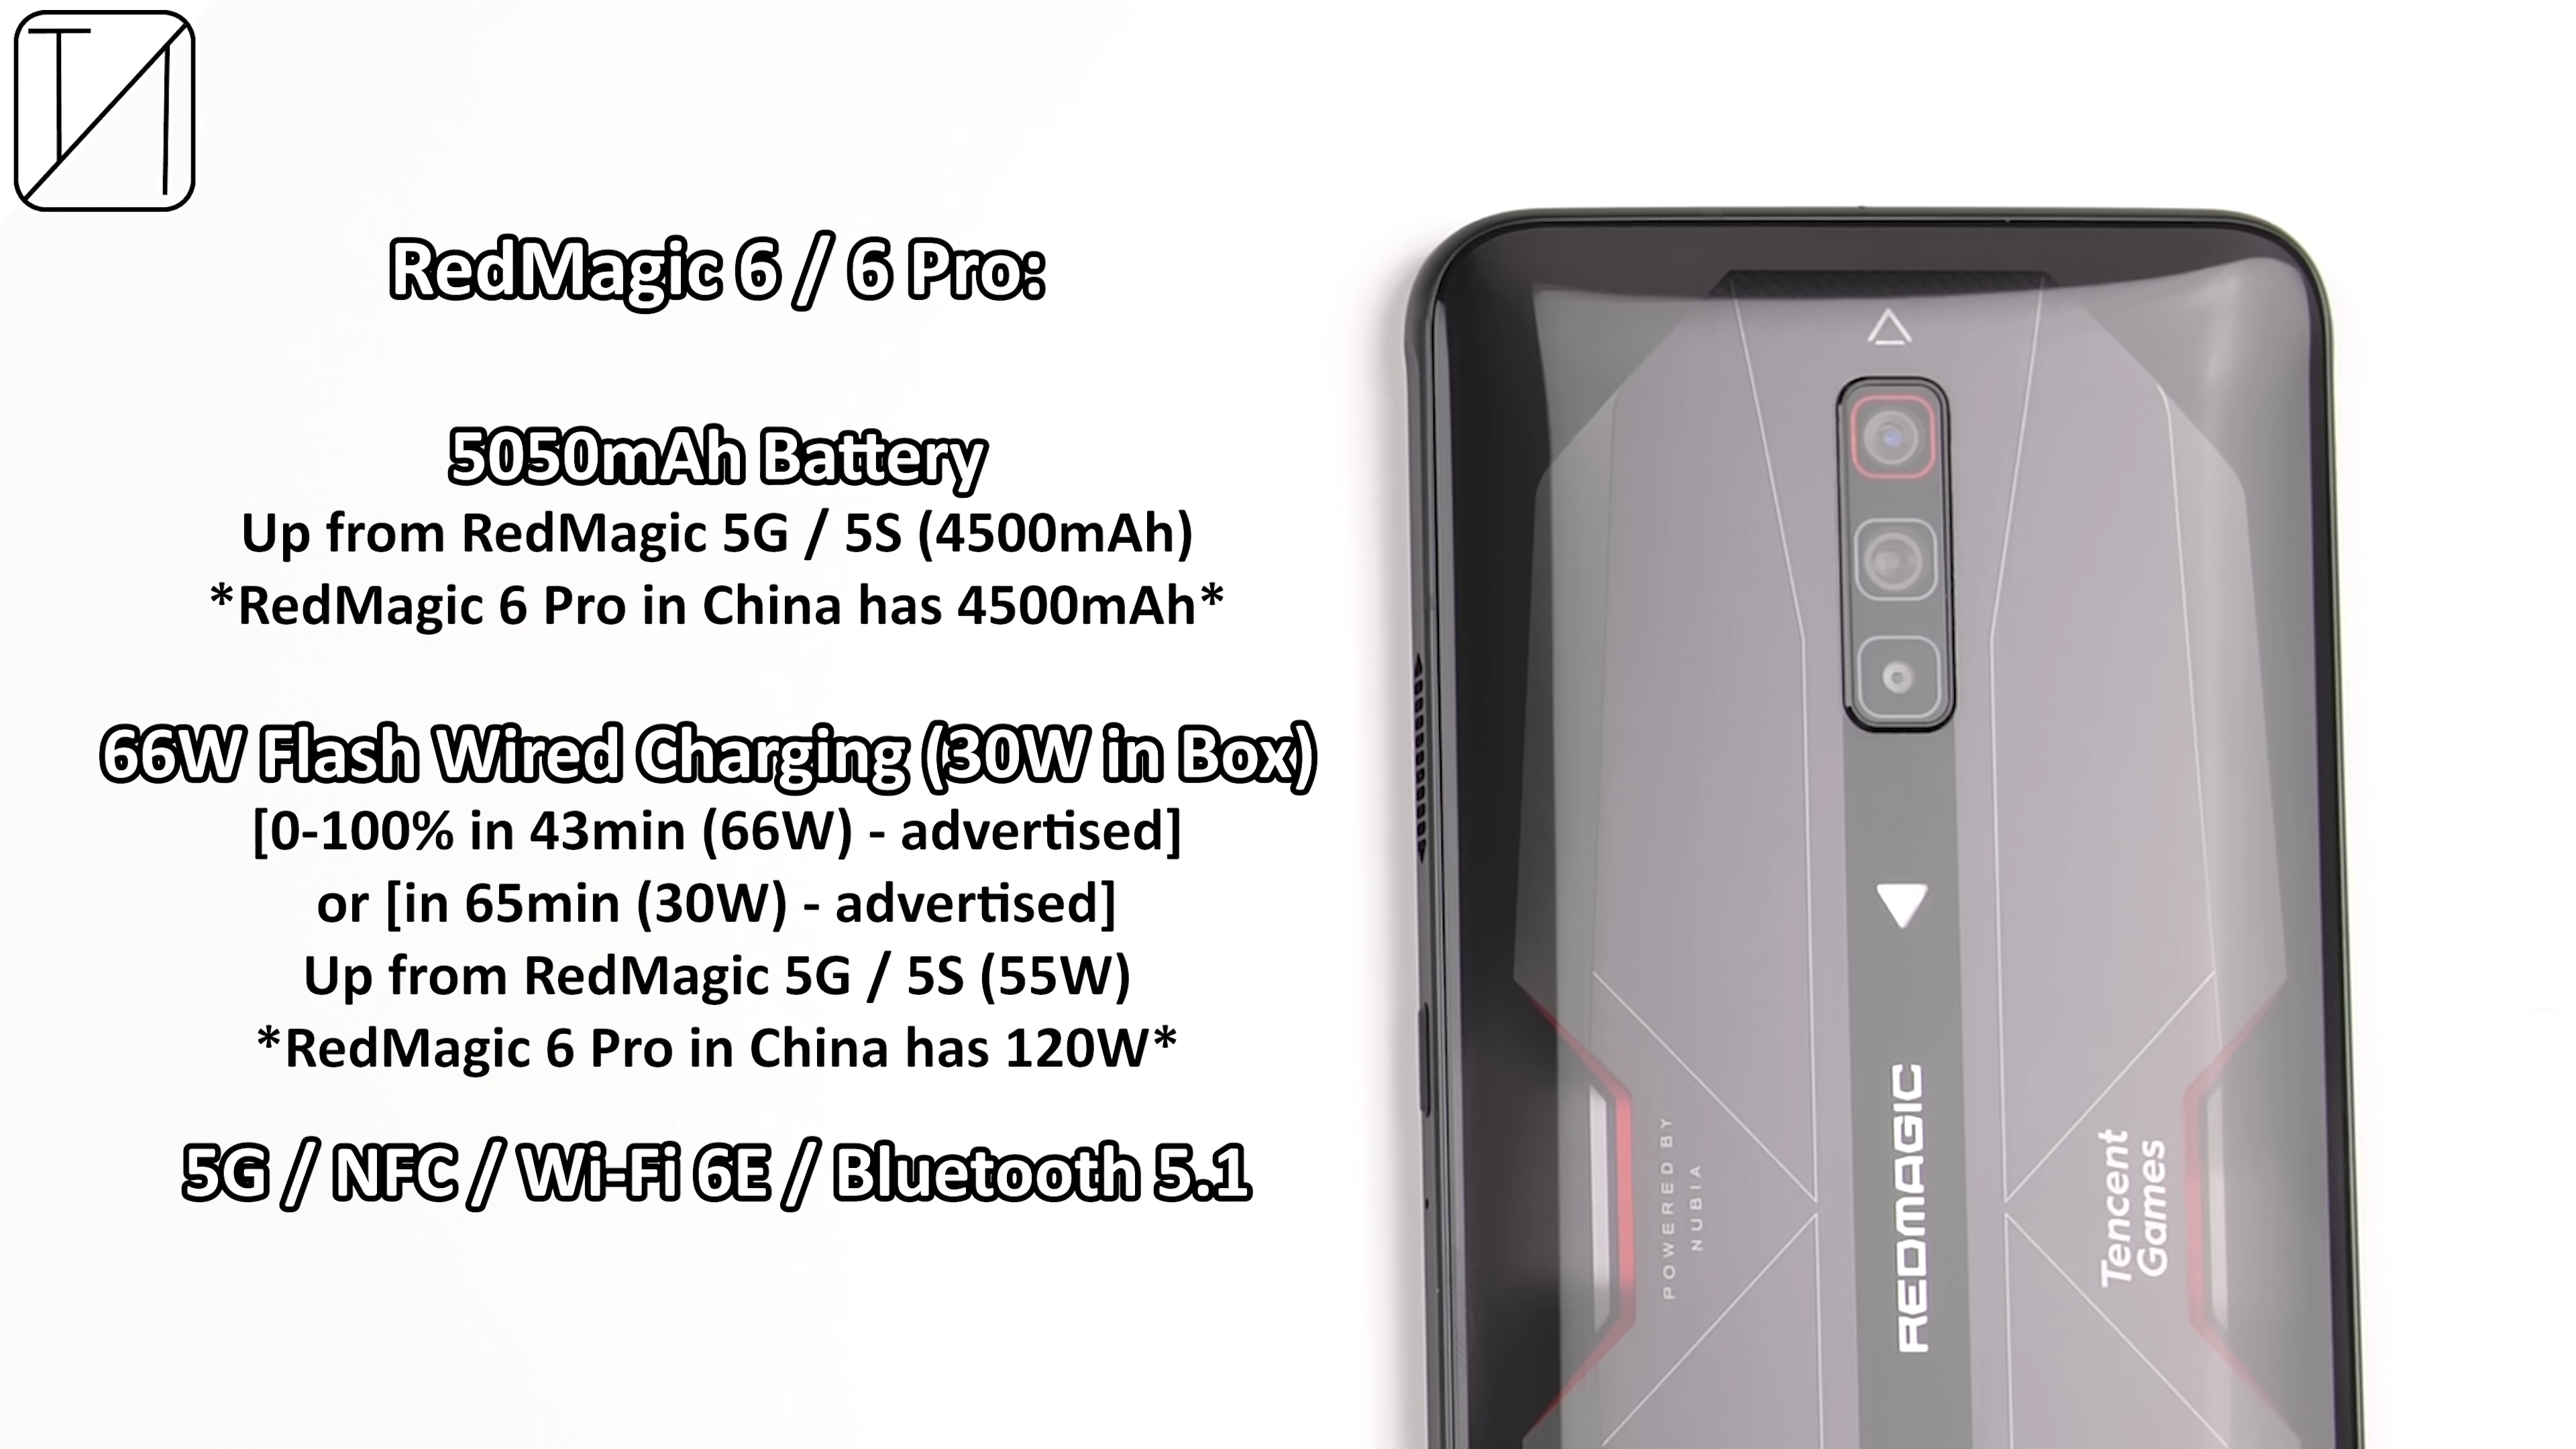 RedMagic 6 / 6 Pro:
5050mAh Battery
Up from RedMagic 5G / 5S (4500mAh)
*RedMagic 6 Pro in China has 4500mAh*
66W Flash Wired Charging (30W in Box)
[0-100% in 43min (66W) - advertised]
or [in 65min (30W) - advertised]
Up from RedMagic 5G / 5S (55W)
*RedMagic 6 Pro in China has 120W*
5G / NFC / Wi-Fi 6E / Bluetooth 5.1
POWERED BY
NUBIA
REDMAGIC
Tencent
Games